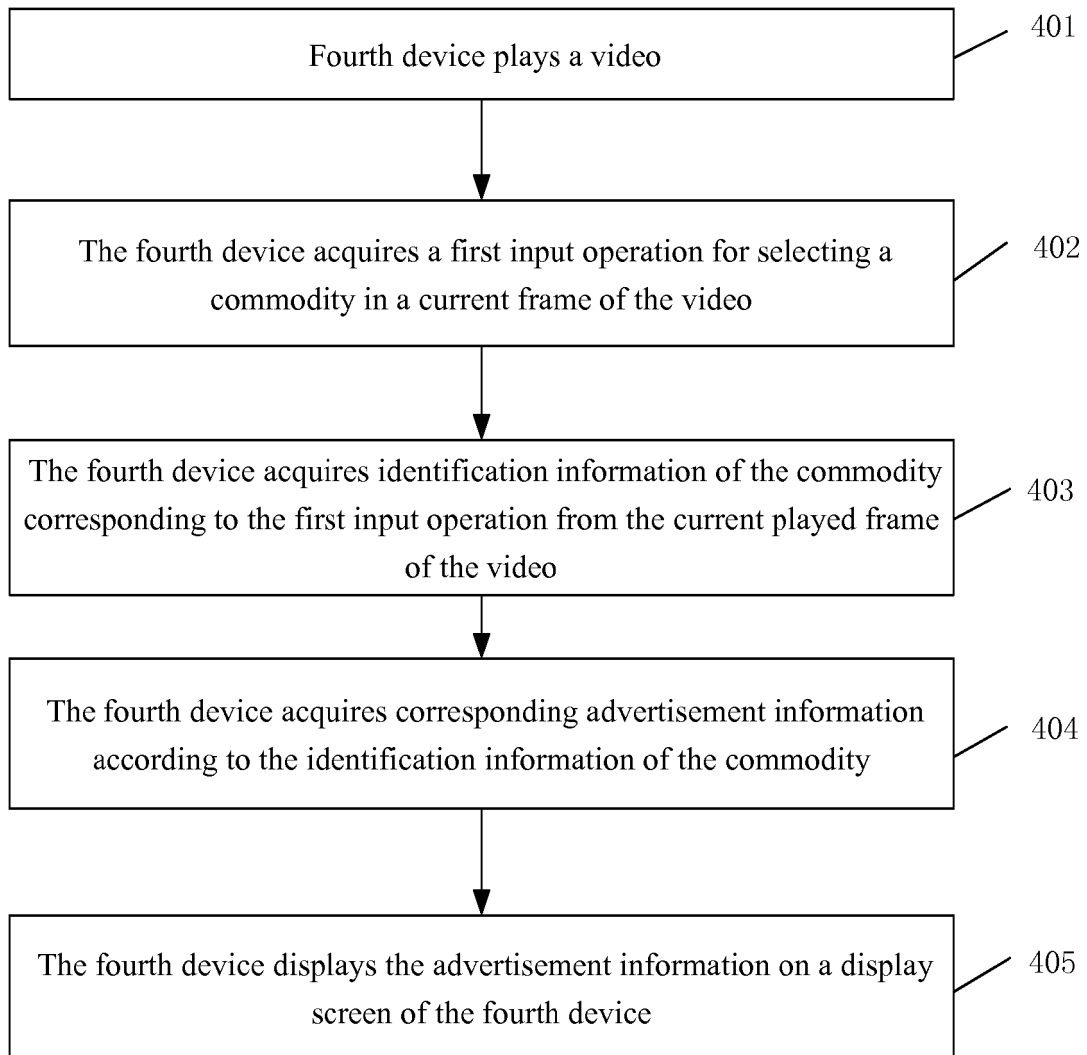 Fourth device plays a video
401
The fourth device acquires a first input operation for selecting a
commodity in a current frame of the video
402
The fourth device acquires identification information of the commodity
corresponding to the first input operation from the current played frame
of the video
403
The fourth device acquires corresponding advertisement information
according to the identification information of the commodity
404
The fourth device displays the advertisement information on a display
screen of the fourth device
405